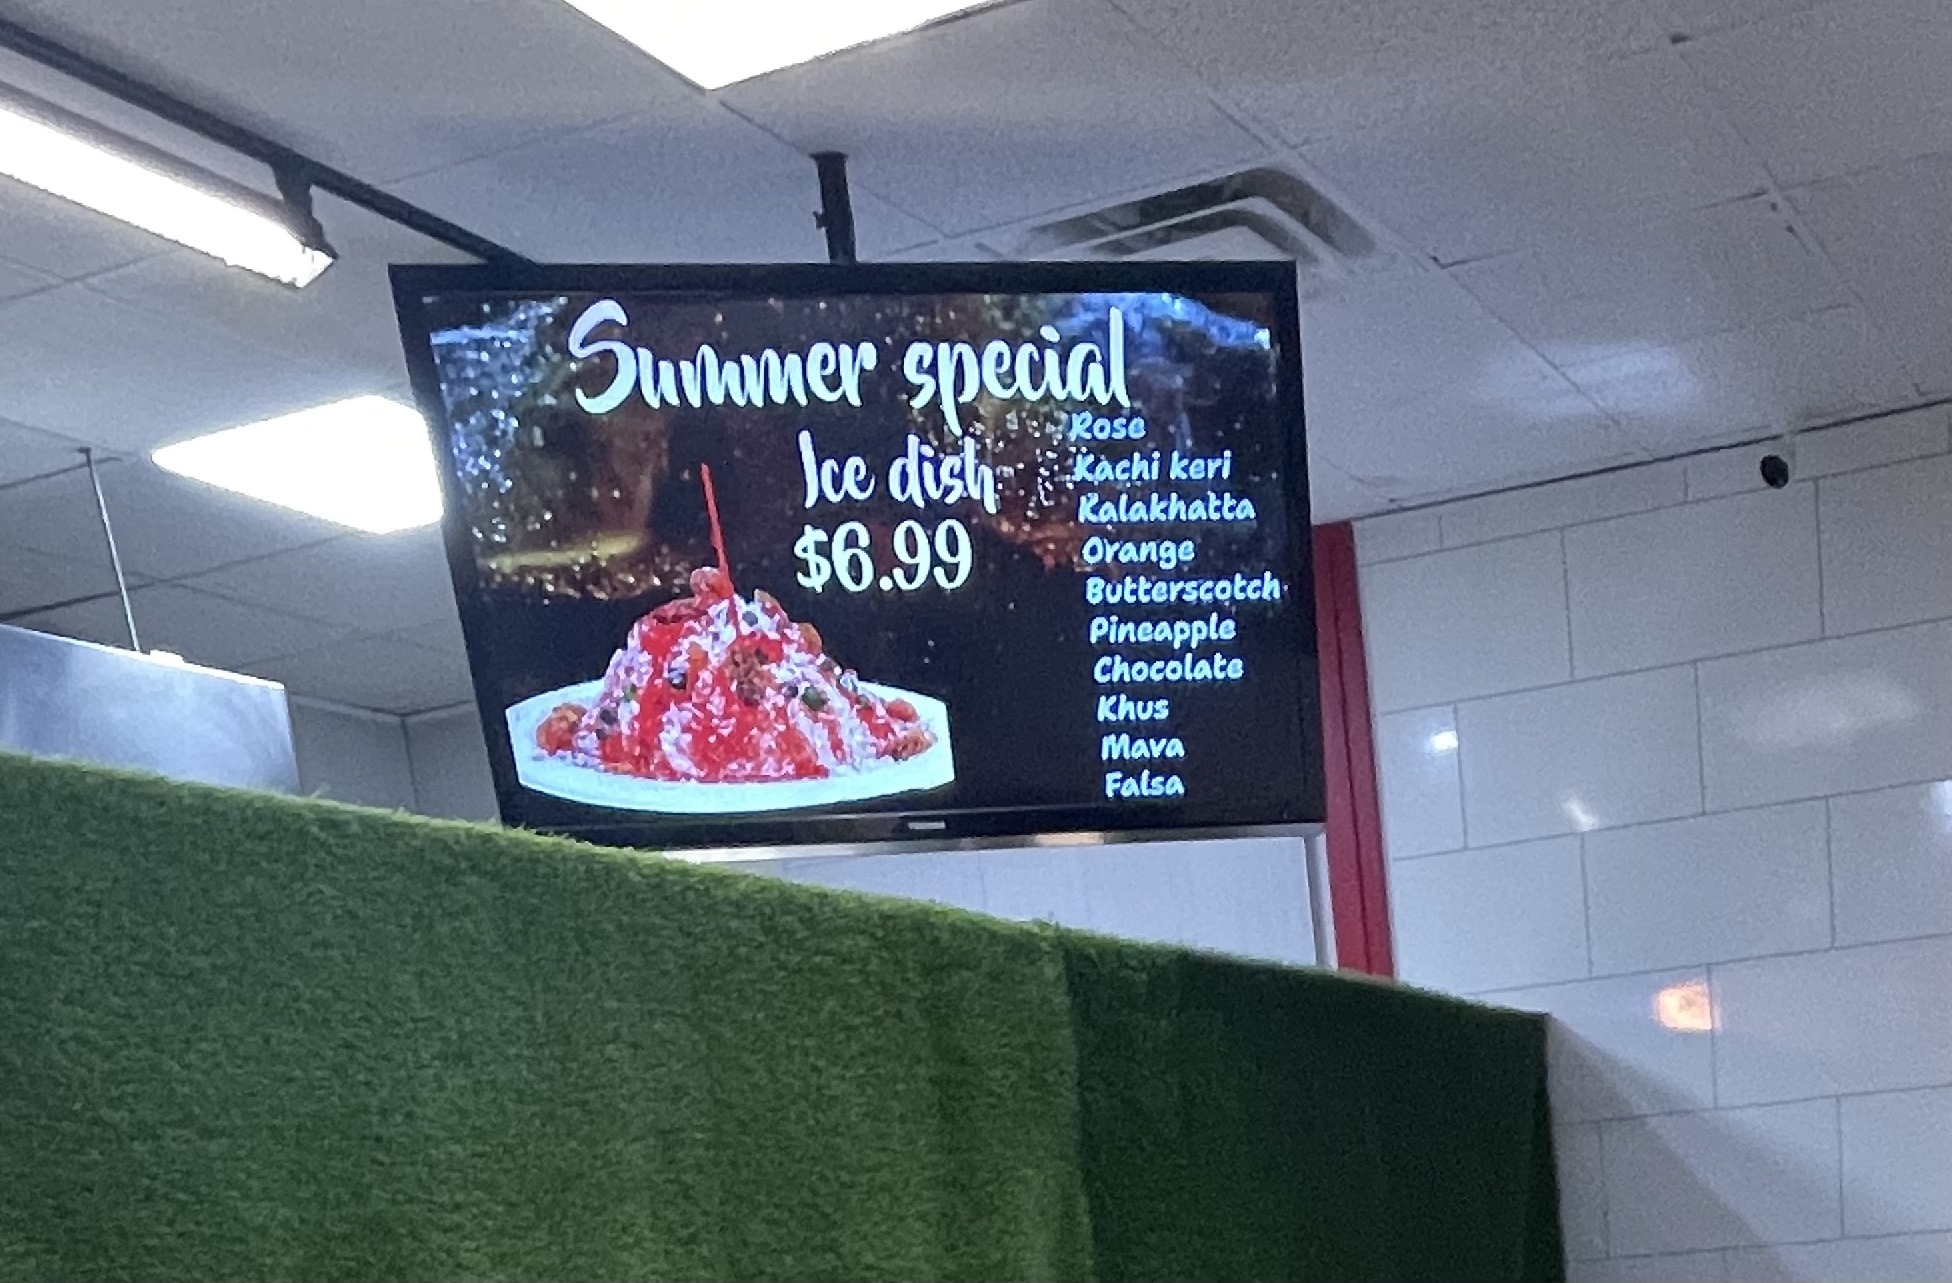 Summer special
Ice dish
$6.99
Rose
Kachi keri
Kalakhatta
Orange
Butterscotch
Pineapple
Chocolate
Khus
Mava
Falsa